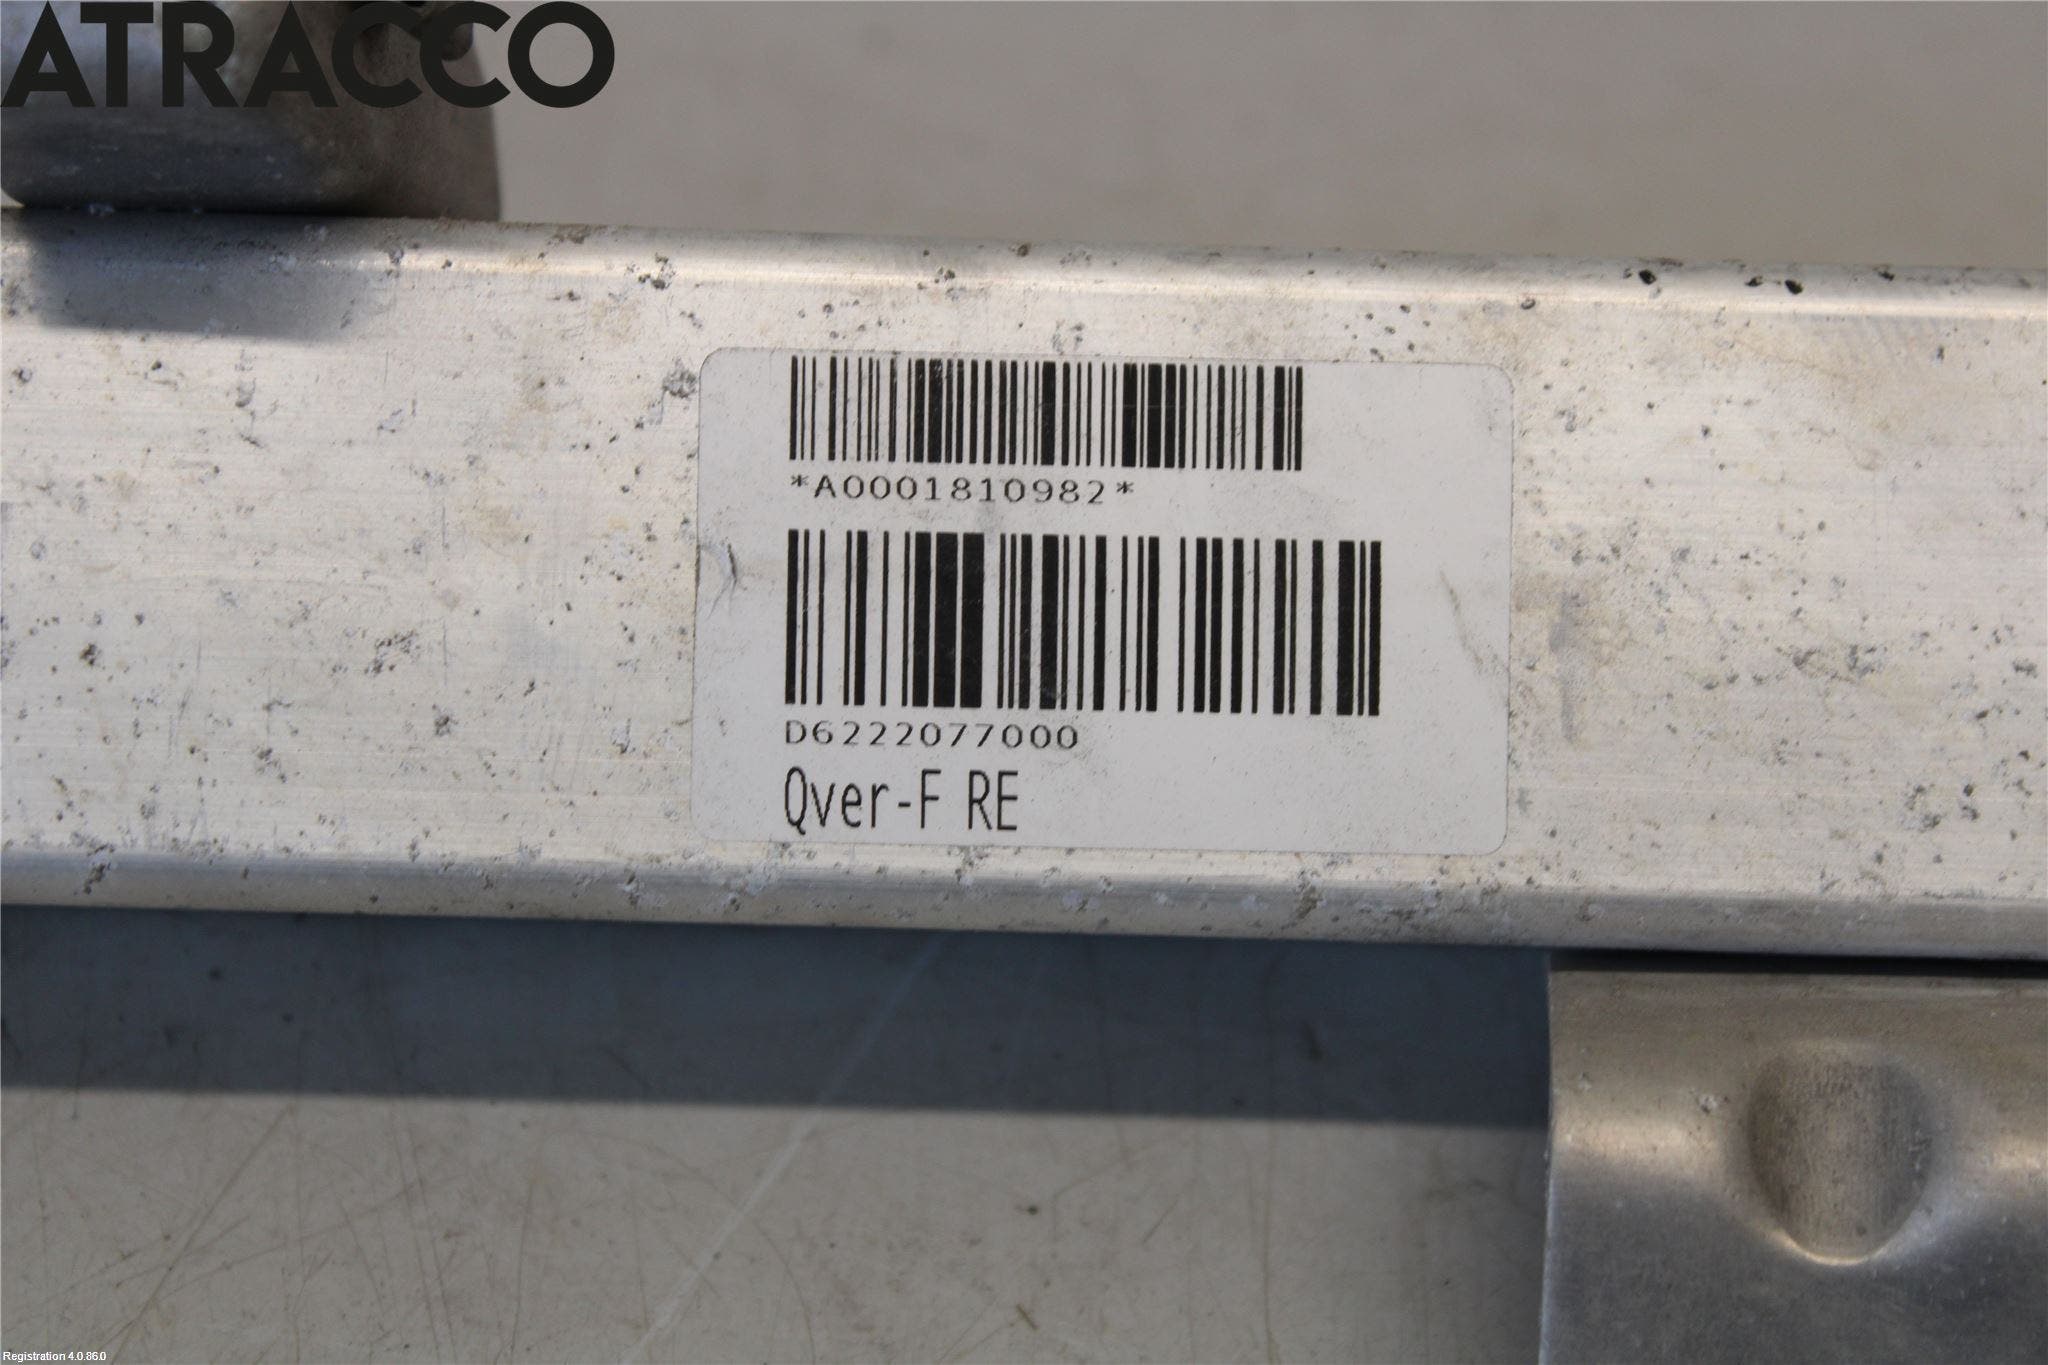 ATRACCO
*A0001810982*
D6222077000
Qver-F RE
Registration 4.0.86.0